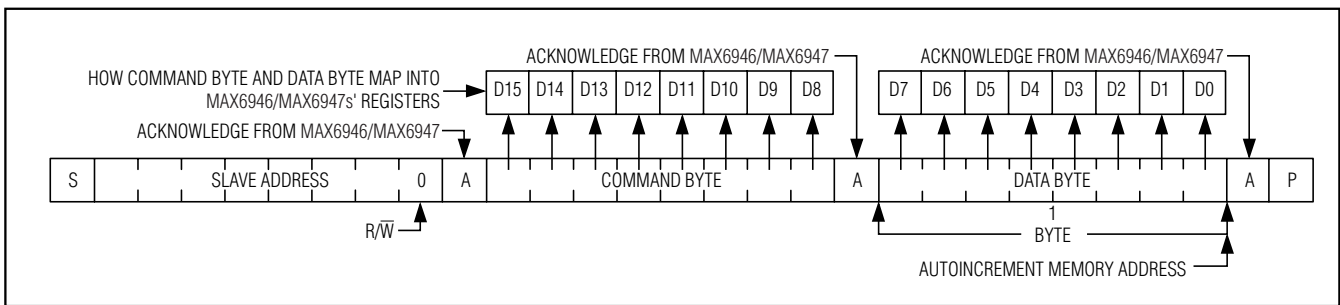 ACKNOWLEDGE FROM MAX6946/MAX6947
ACKNOWLEDGE FROM MAX6946/MAX6947
HOW COMMAND BYTE AND DATA BYTE MAP INTO
MAX6946/MAX6947s' REGISTERS
D15 D14 D13 D12 D11 D10 D9 D8
D7 D6 D5 D4 D3 D2 D1 D0
ACKNOWLEDGE FROM MAX6946/MAX6947
S SLAVE ADDRESS 0 A COMMAND BYTE A DATA BYTE A P
R/W̅
1
BYTE
AUTOINCREMENT MEMORY ADDRESS